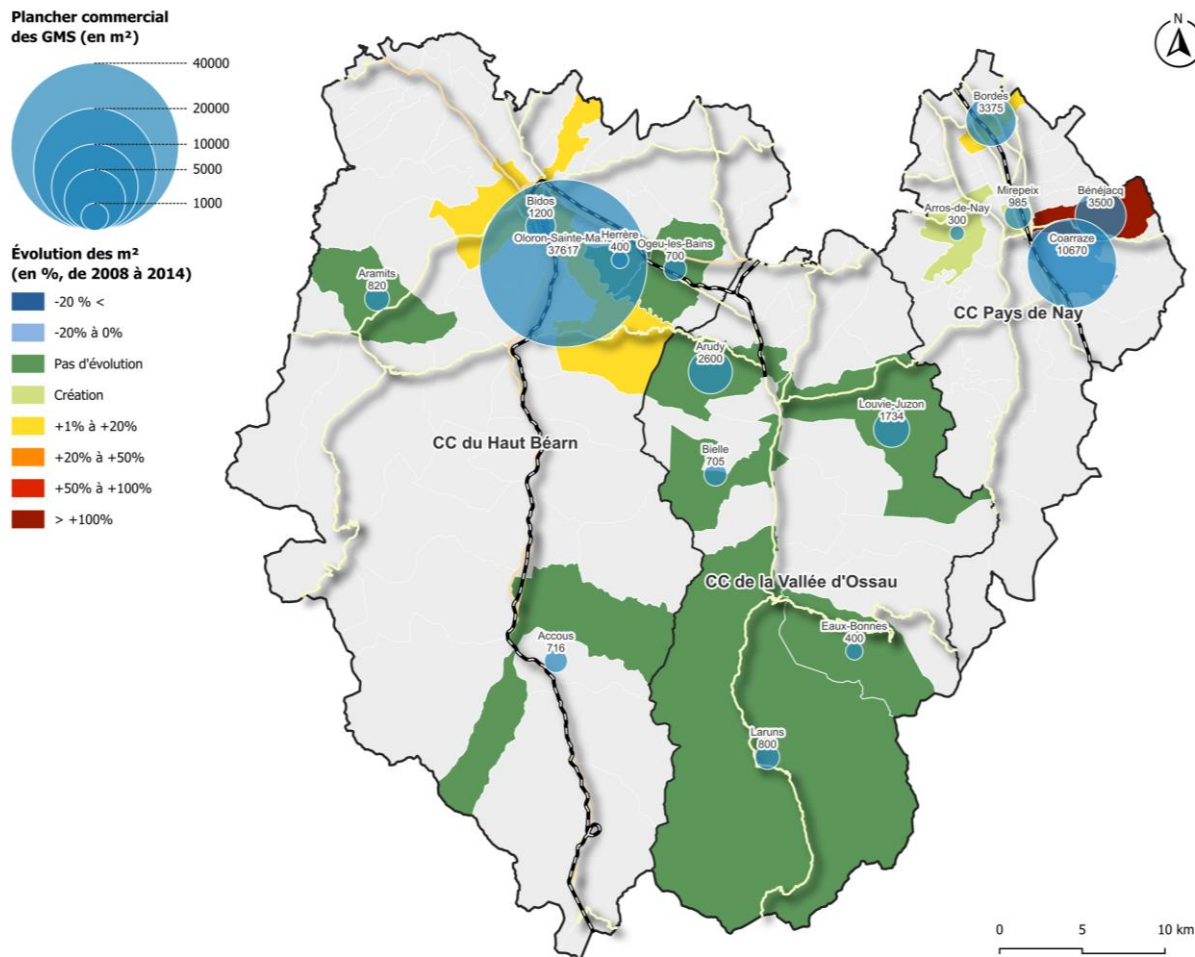 Plancher commercial
des GMS (en m²)
40000
20000
10000
5000
1000
Évolution des m²
(en %, de 2008 à 2014)
-20 % <
-20% à 0%
Pas d'évolution
Création
+1% à +20%
+20% à +50%
+50% à +100%
> +100%
N
Bordes
3375
Mirepeix
985
Bénéjacq
3500
Arros-de-Nay
300
Coarraze
10670
CC Pays de Nay
Bidos
1200
Oloron-Sainte-Ma
37617
Herrère
400
Ogeu-les-Bains
700
Aramits
820
Arudy
2600
Louvie-Juzon
1734
CC du Haut Béarn
Bielle
705
CC de la Vallée d'Ossau
Eaux-Bonnes
400
Accous
716
Laruns
800
0 5 10 km